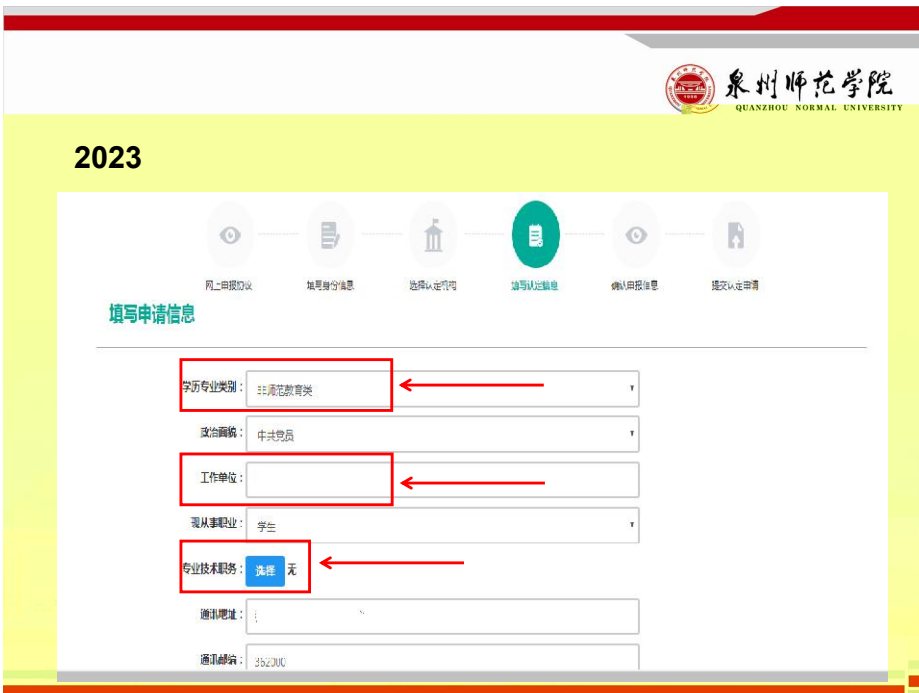 泉州师范学院
QUANZHOU NORMAL UNIVERSITY
2023
网上申报协议 填写身份信息 选择认定机构 填写认定信息 确认申报信息 提交认定申请
填写申请信息
学历专业类别： 非师范教育类
政治面貌： 中共党员
工作单位：
现从事职业： 学生
专业技术职务： 选择 无
通讯地址：
通讯邮编： 362000